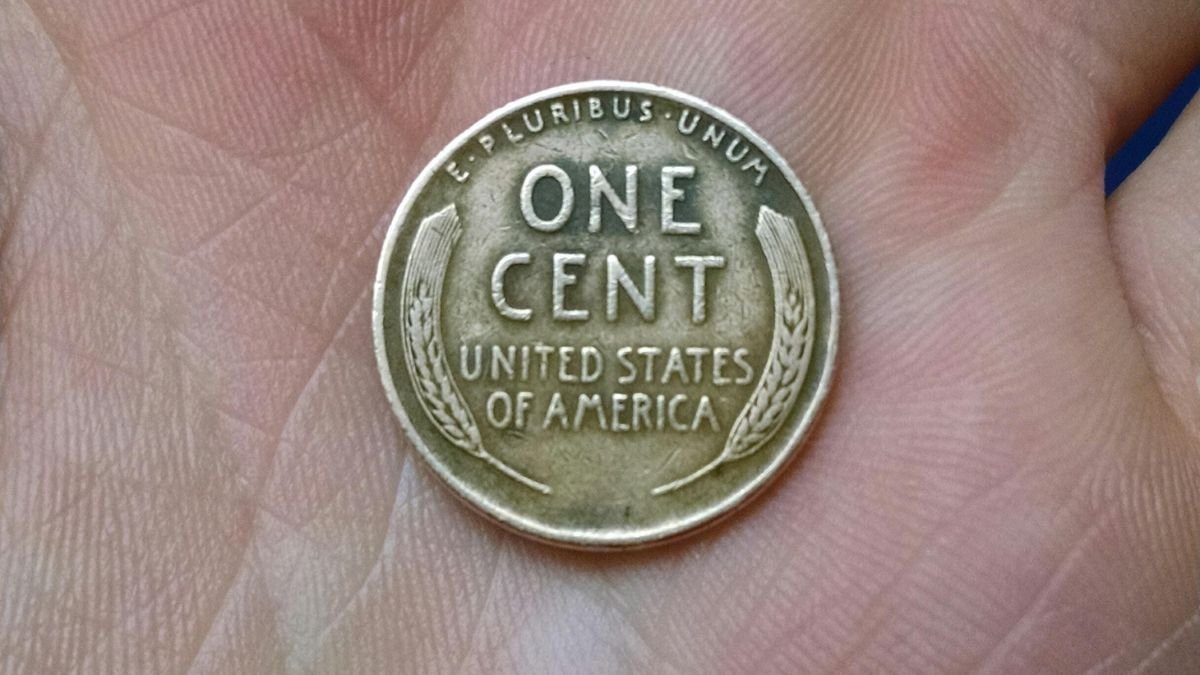 E·PLURIBUS·UNUM
ONE
CENT
UNITED STATES
OF AMERICA